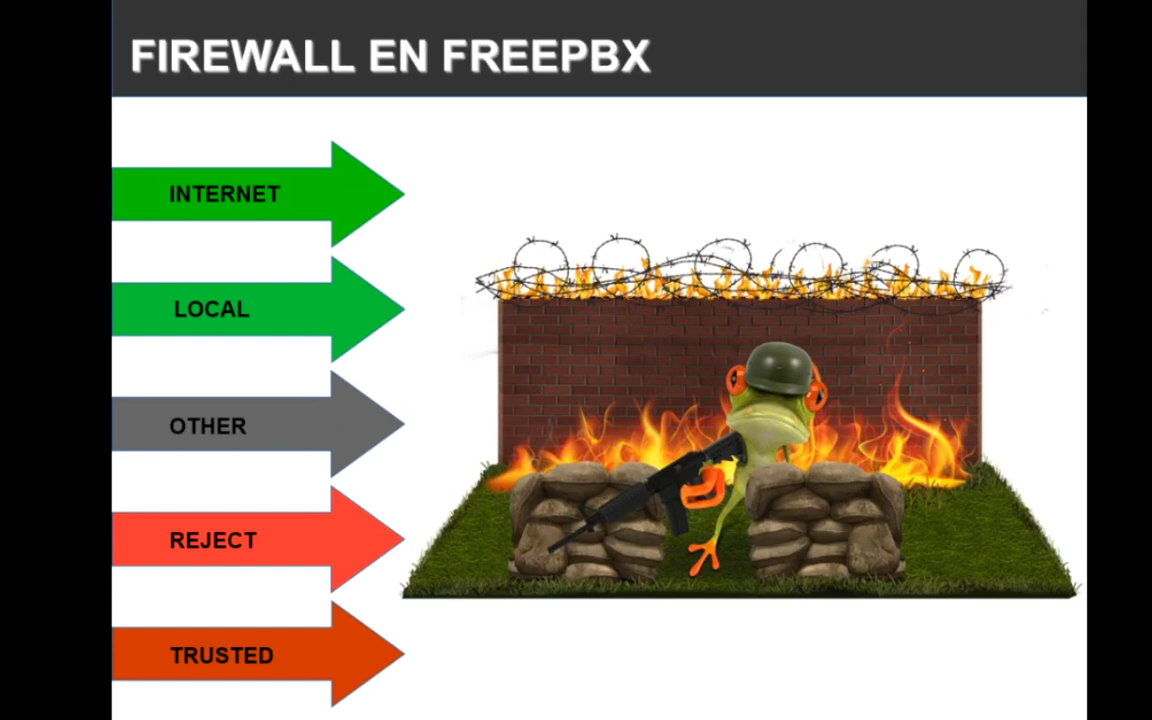 FIREWALL EN FREEPBX
INTERNET
LOCAL
OTHER
REJECT
TRUSTED